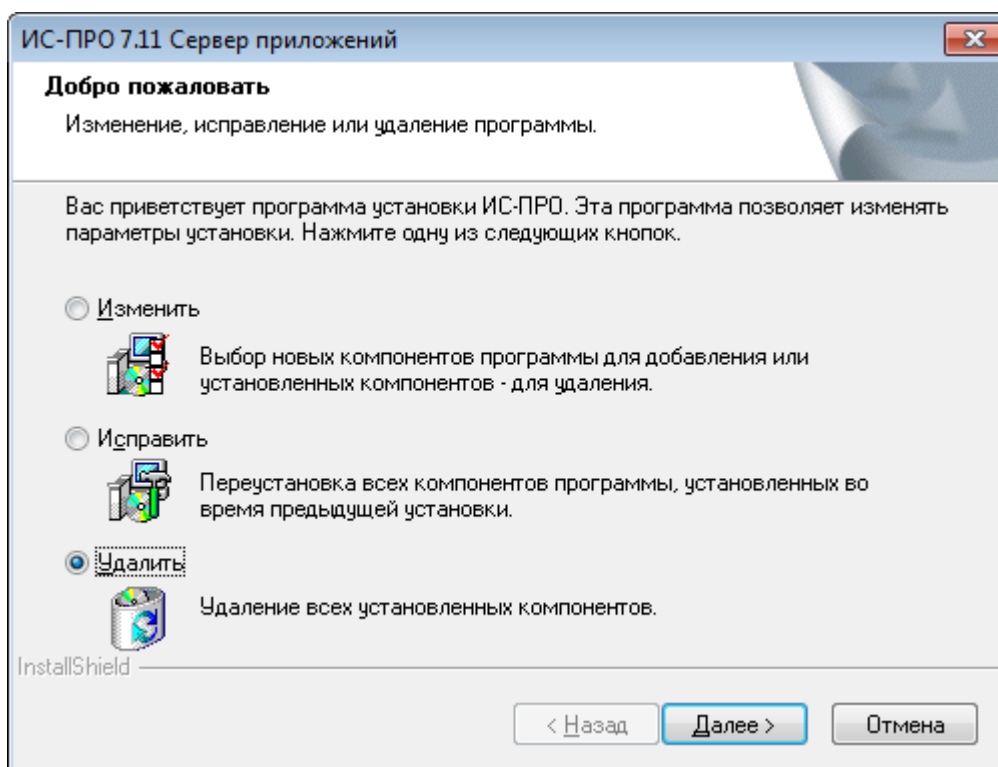 ИС-ПРО 7.11 Сервер приложений
Добро пожаловать
Изменение, исправление или удаление программы.
Вас приветствует программа установки ИС-ПРО. Эта программа позволяет изменять
параметры установки. Нажмите одну из следующих кнопок.
Изменить
Выбор новых компонентов программы для добавления или
установленных компонентов - для удаления.
Исправить
Переустановка всех компонентов программы, установленных во
время предыдущей установки.
Удалить
Удаление всех установленных компонентов.
InstallShield
< Назад Далее > Отмена